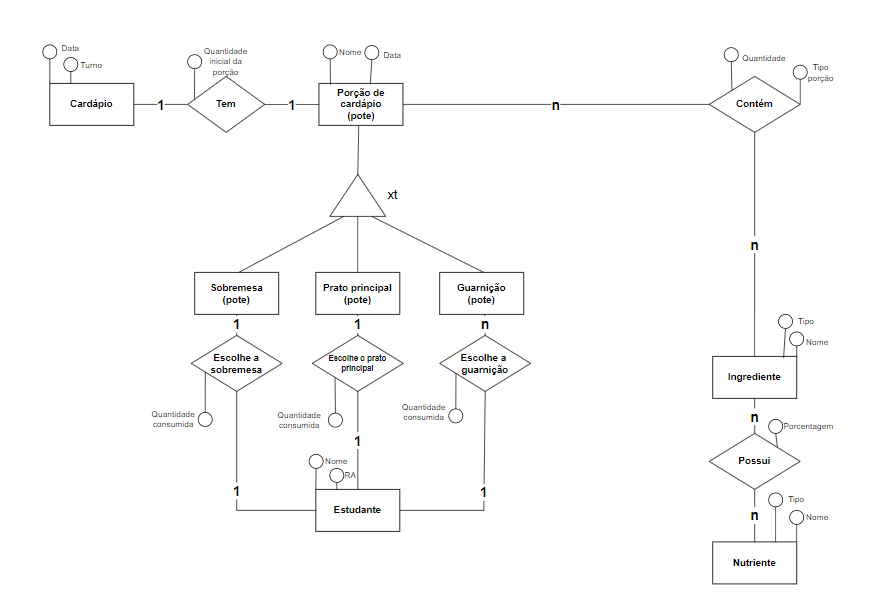 Data
Turno
Cardápio
1
Quantidade
inicial da
porção
Tem
1
Nome
Data
Porção de
cardápio
(pote)
n
Quantidade
Tipo
porção
Contém
n
xt
Sobremesa
(pote)
Prato principal
(pote)
Guarnição
(pote)
1
1
n
Escolhe a
sobremesa
Escolhe o prato
principal
Escolhe a
guarnição
Quantidade
consumida
Quantidade
consumida
Quantidade
consumida
1
1
1
Nome
RA
Estudante
Tipo
Nome
Ingrediente
n
Porcentagem
Possui
n
Tipo
Nome
Nutriente